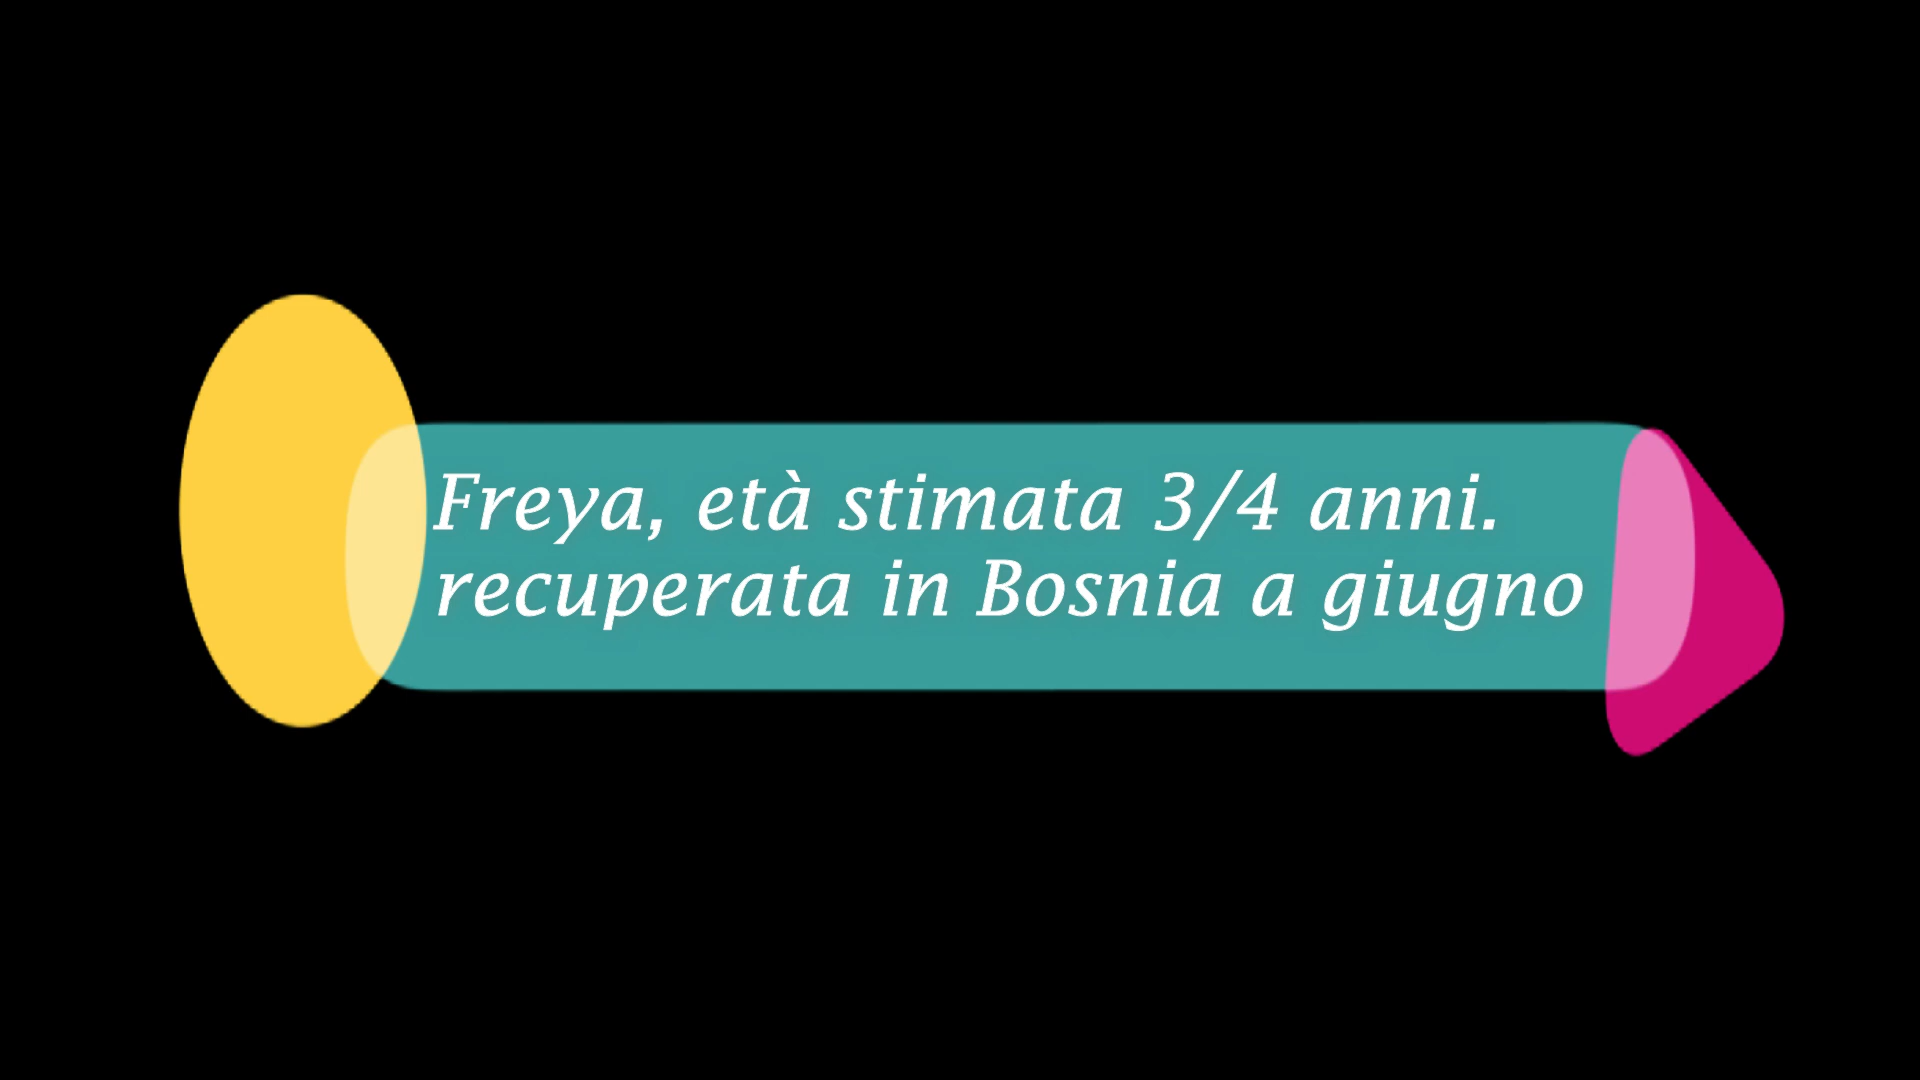 Freya, età stimata 3/4 anni.
recuperata in Bosnia a giugno